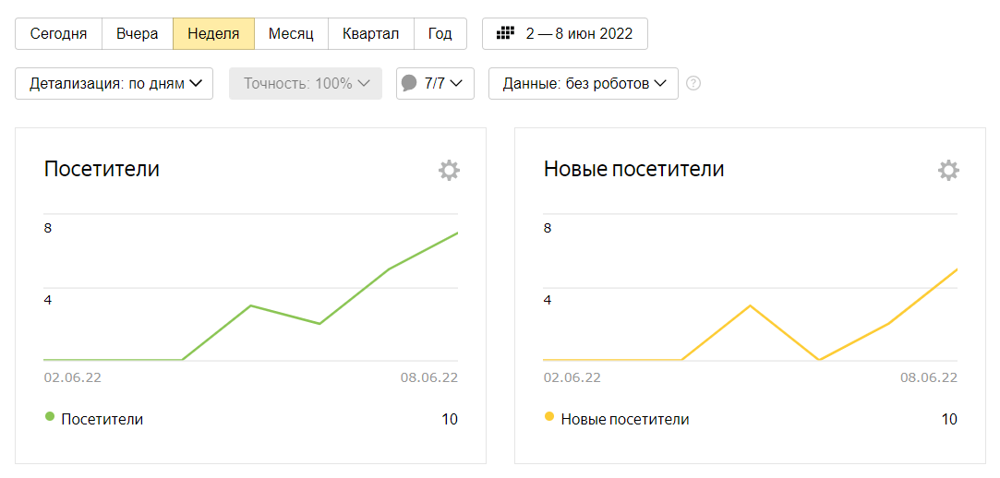 Сегодня Вчера Неделя Месяц Квартал Год 2 — 8 июн 2022
Детализация: по дням Точность: 100% 7/7 Данные: без роботов ?
Посетители
8
4
02.06.22 08.06.22
Посетители 10
Новые посетители
8
4
02.06.22 08.06.22
Новые посетители 10